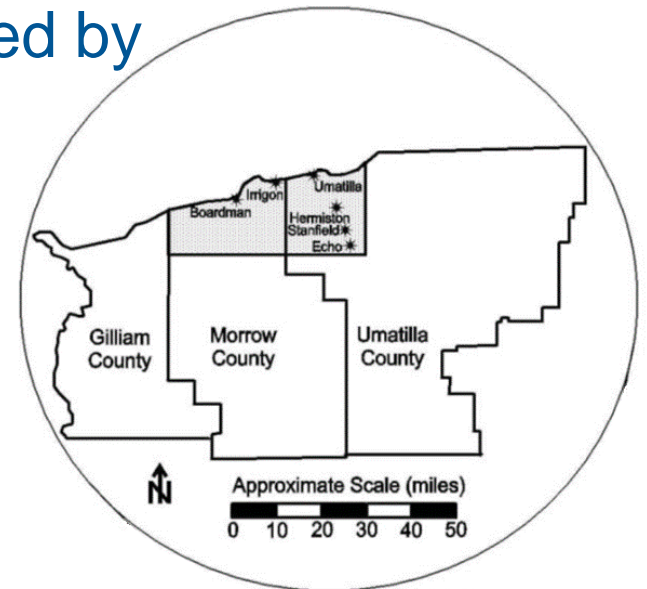 ed by
Irrigon
Umatilla
Boardman
Hermiston
Stanfield
Echo
Gilliam
County
Morrow
County
Umatilla
County
N
Approximate Scale (miles)
0 10 20 30 40 50